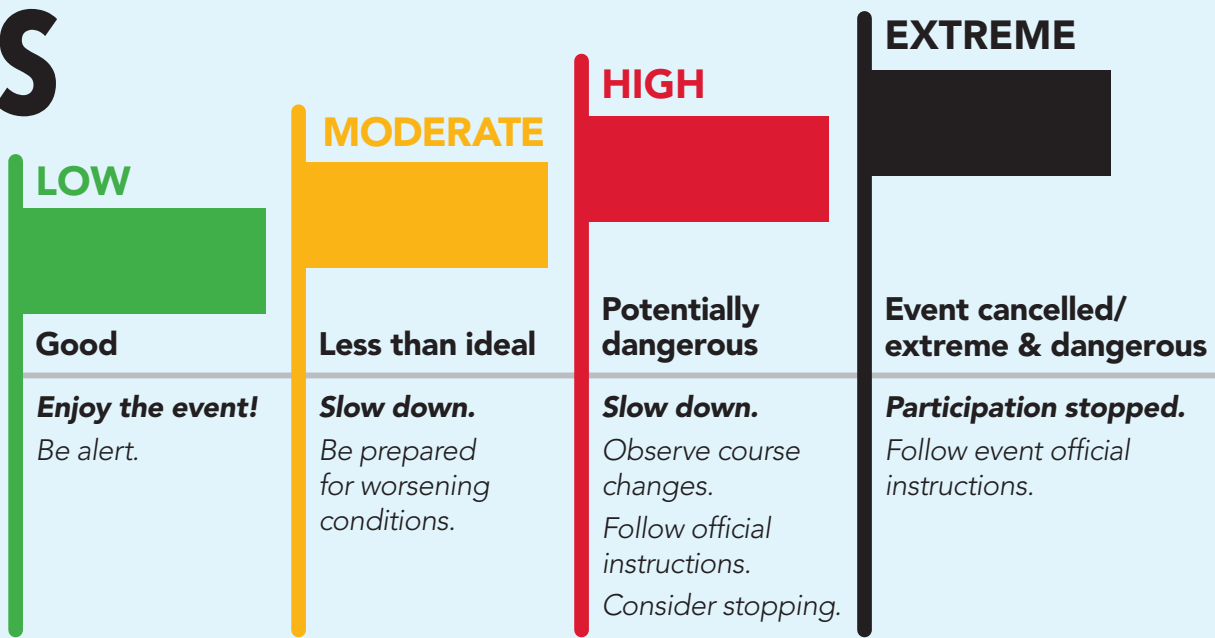 S
LOW
Good
Enjoy the event!
Be alert.
MODERATE
Less than ideal
Slow down.
Be prepared
for worsening
conditions.
HIGH
Potentially
dangerous
Slow down.
Observe course
changes.
Follow official
instructions.
Consider stopping.
EXTREME
Event cancelled/
extreme & dangerous
Participation stopped.
Follow event official
instructions.